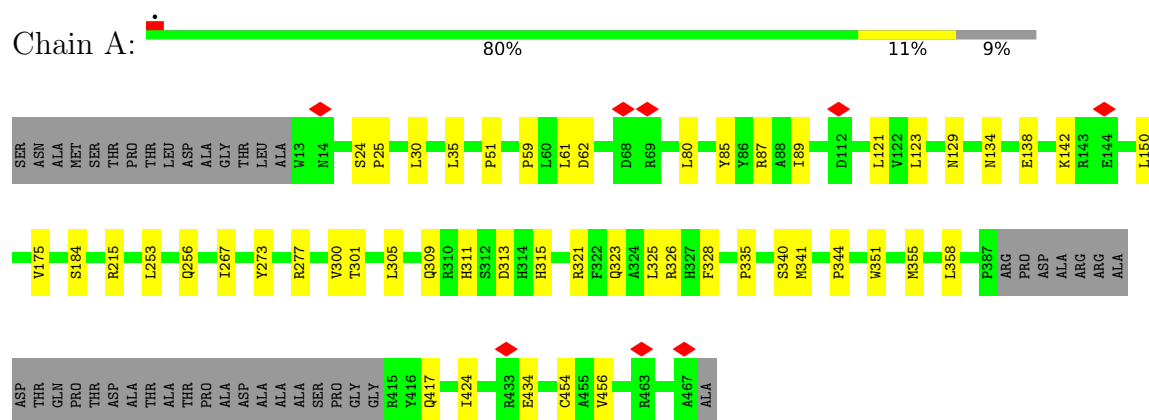 Chain A:
80% 11% 9%
SER ASN ALA MET SER THR PRO THR LEU ASP ALA GLY THR LEU ALA W13 N14 S24 P25 L30 L35 P51 P59 L60 L61 D62 D68 R69 L80 Y85 Y86 R87 A88 I89 D112 L121 V122 L123 N129 N134 E138 K142 R143 E144 L150
V175 S184 R215 L253 Q256 I267 Y273 R277 V300 T301 L305 Q309 R310 H311 S312 D313 H314 H315 R321 F322 Q323 A324 L325 R326 H327 F328 P335 S340 M341 P344 W351 M355 L358 P387 ARG PRO ASP ALA ARG ARG ALA
ASP THR GLN PRO THR ASP ALA THR ALA THR PRO ALA ASP ALA ALA ALA SER PRO GLY GLY R415 Y416 Q417 I424 R433 E434 C454 A455 V456 R463 A467 ALA